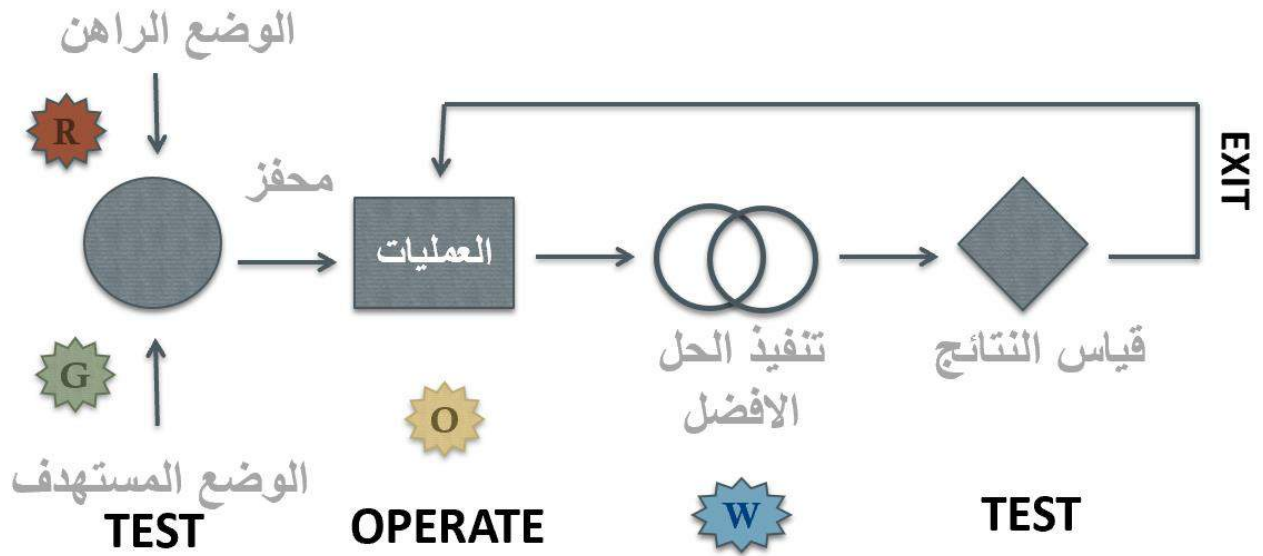 الوضع الراهن
R
محفز
EXIT
العمليات
تنفيذ الحل
الافضل
قياس النتائج
G
O
الوضع المستهدف
W
TEST
OPERATE
TEST